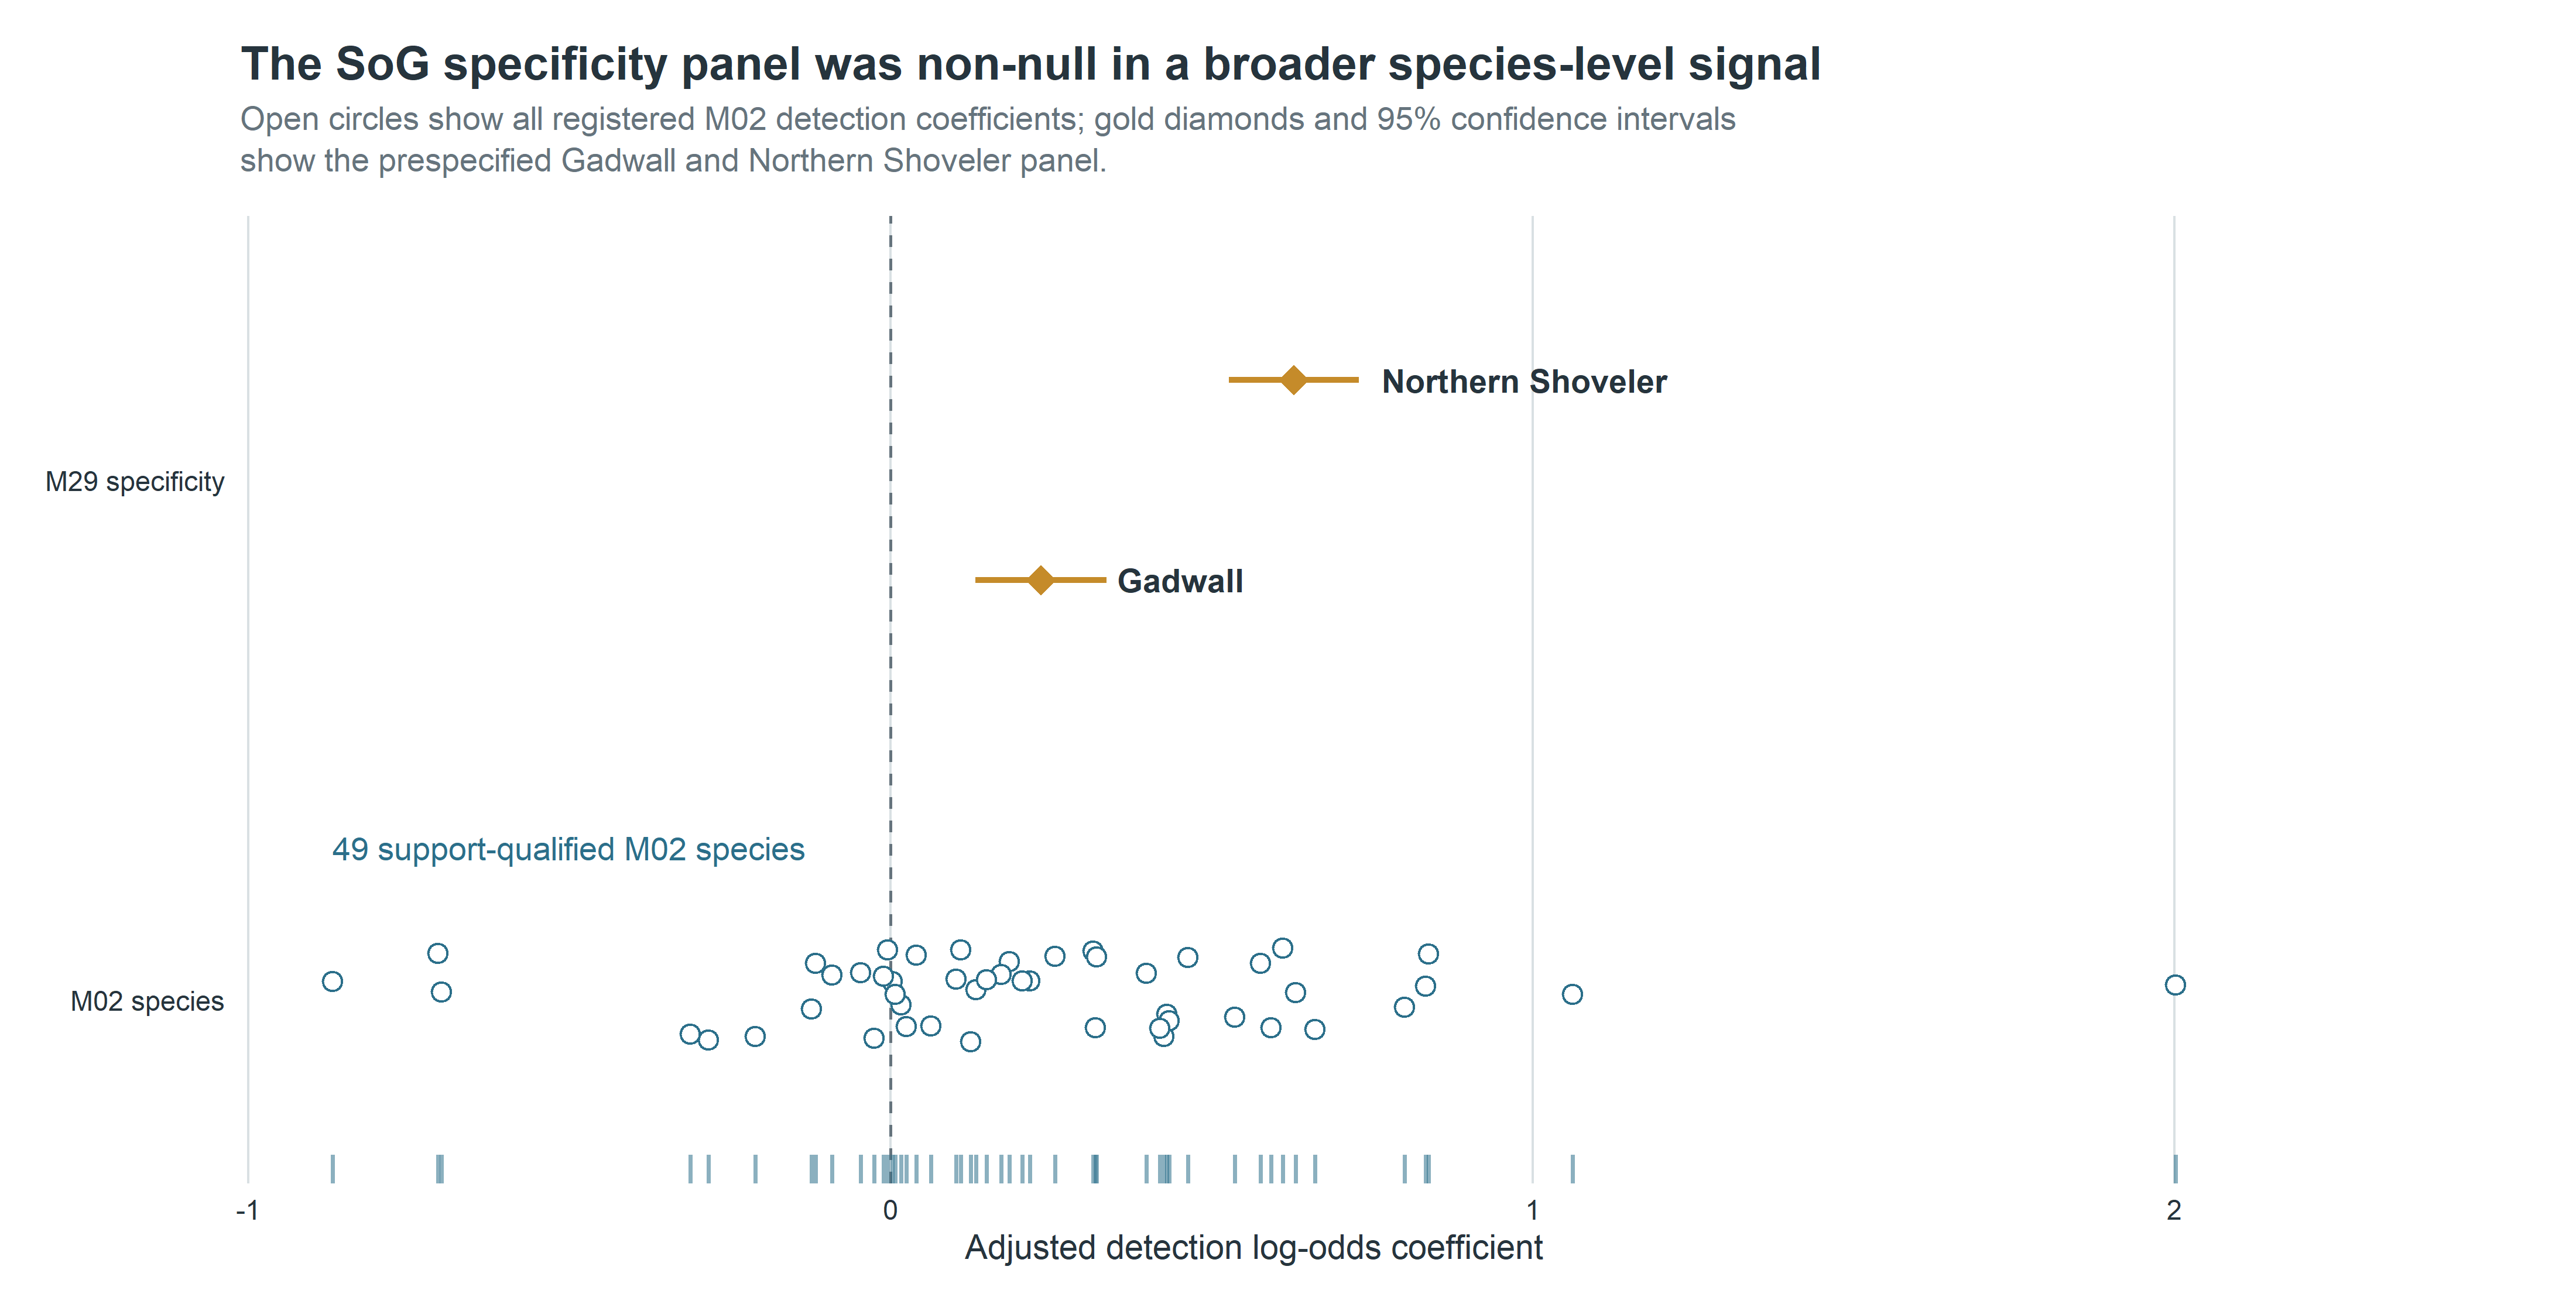 The SoG specificity panel was non-null in a broader species-level signal
Open circles show all registered M02 detection coefficients; gold diamonds and 95% confidence intervals
show the prespecified Gadwall and Northern Shoveler panel.
Northern Shoveler
M29 specificity
Gadwall
49 support-qualified M02 species
M02 species
-1 0 1 2
Adjusted detection log-odds coefficient